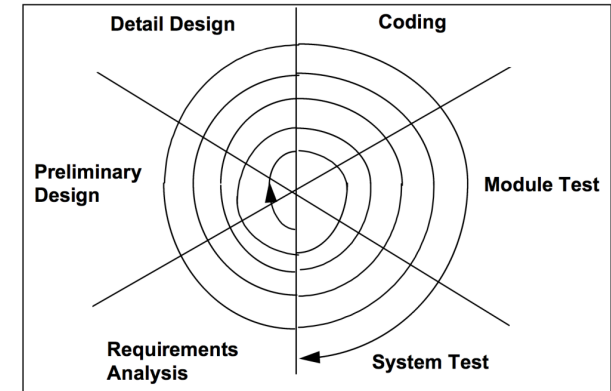 Detail Design
Coding
Preliminary
Design
Module Test
Requirements
Analysis
System Test